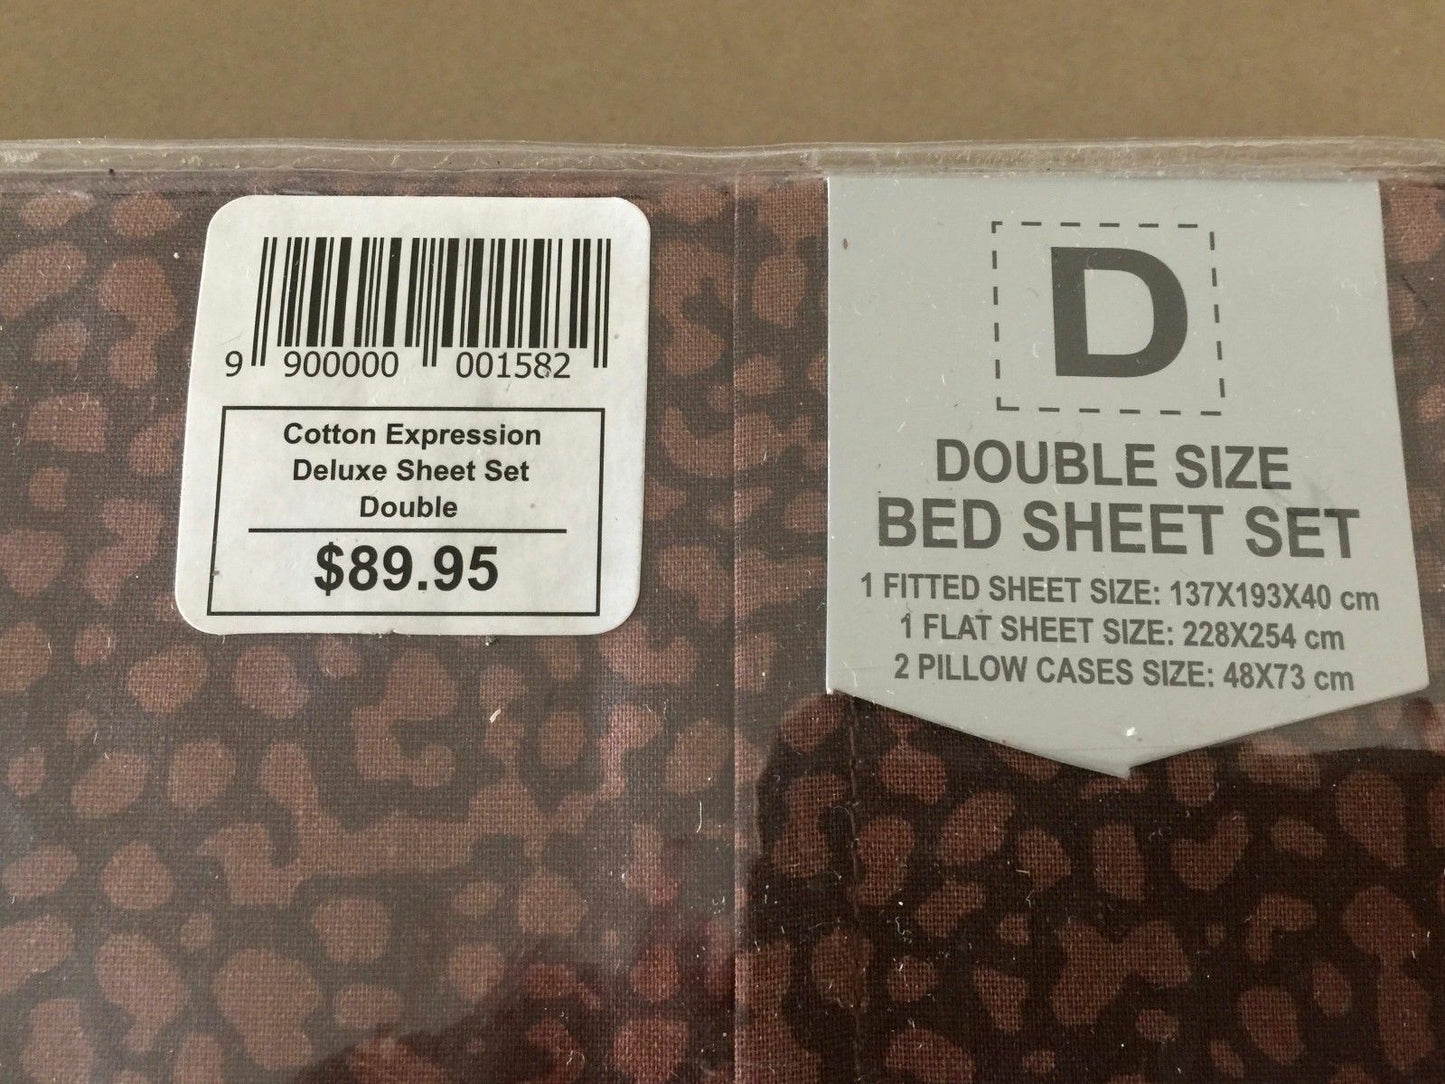 9 900000 001582
Cotton Expression
Deluxe Sheet Set
Double
$89.95
D
DOUBLE SIZE
BED SHEET SET
1 FITTED SHEET SIZE: 137X193X40 cm
1 FLAT SHEET SIZE: 228X254 cm
2 PILLOW CASES SIZE: 48X73 cm